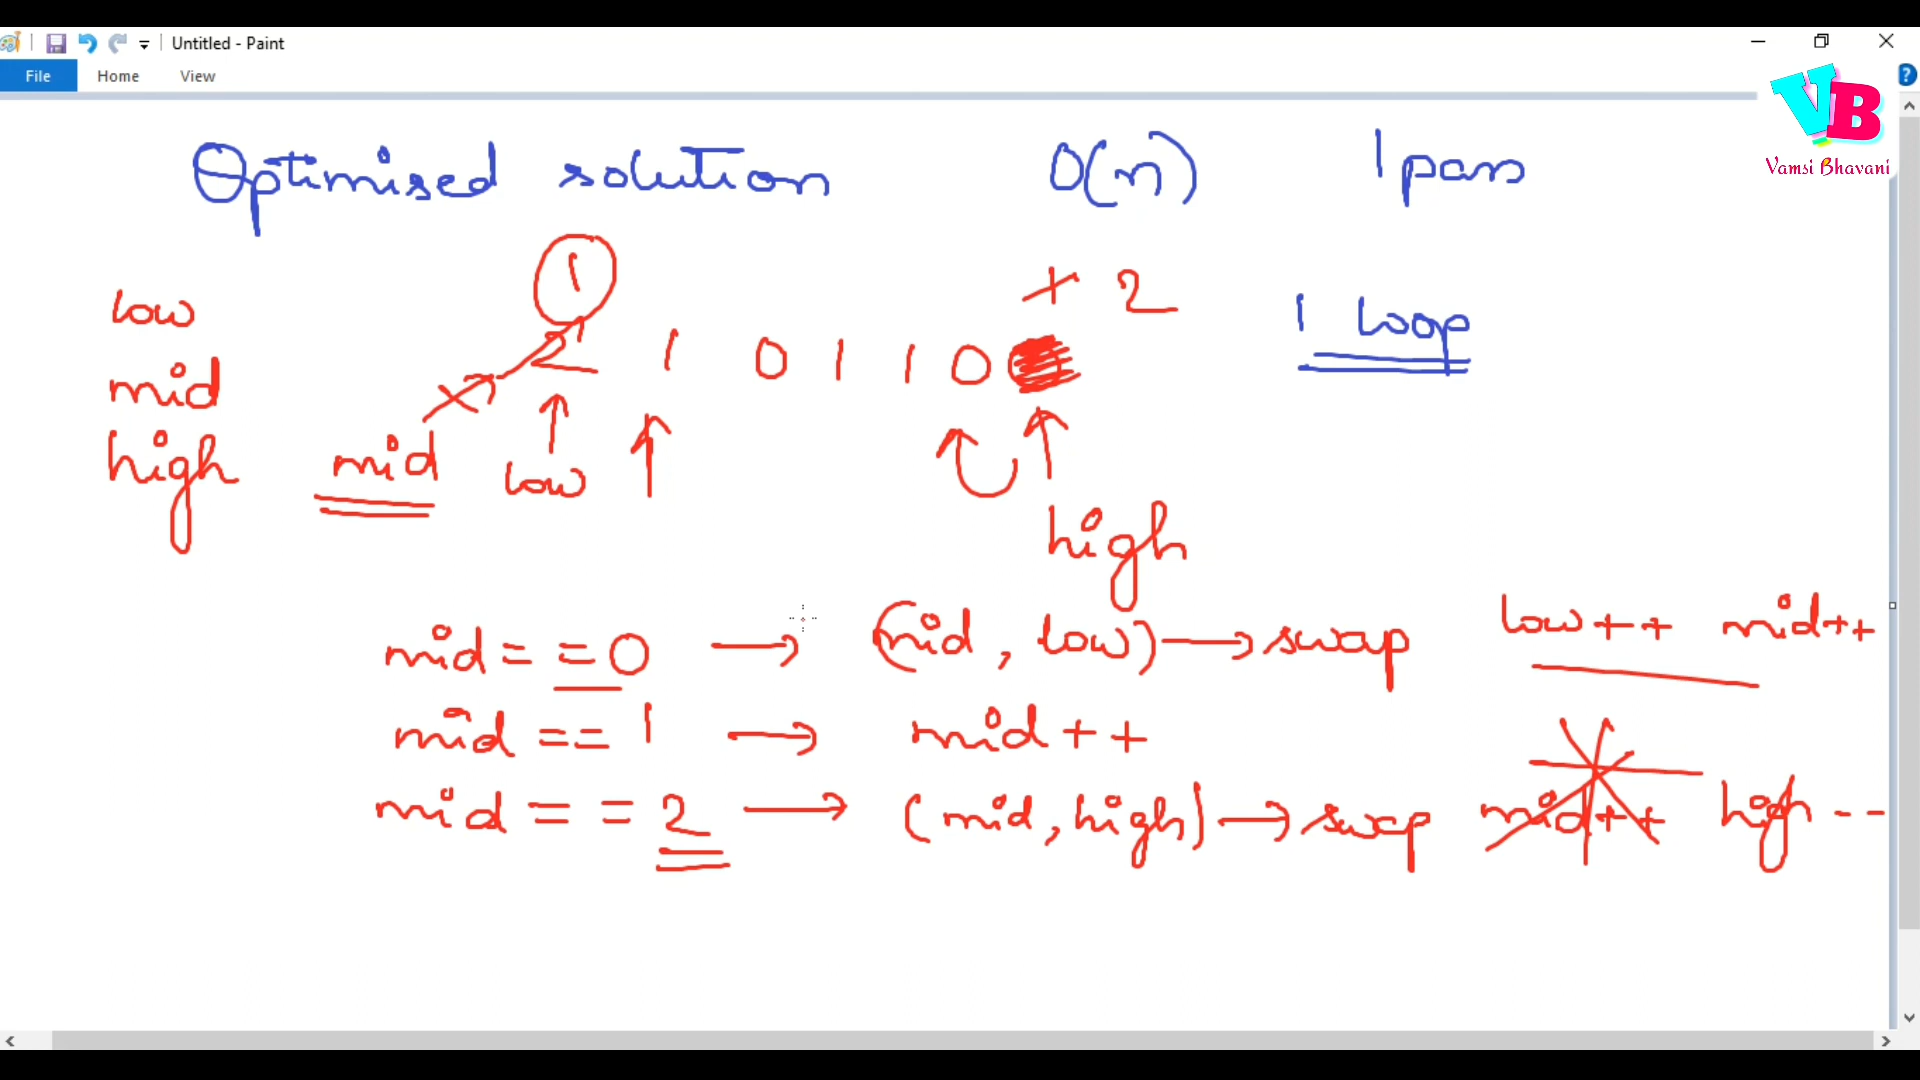 Untitled - Paint
File Home View
VB
Vamsi Bhavani
Optimised solution O(n) 1 pass
1 2
low 2 1 0 1 1 0 1 loop
mid
high mid low
high
mid = = 0 → (mid, low) → swap low++ mid++
mid == 1 → mid++
mid = = 2 → (mid, high) → swap mid++ high--